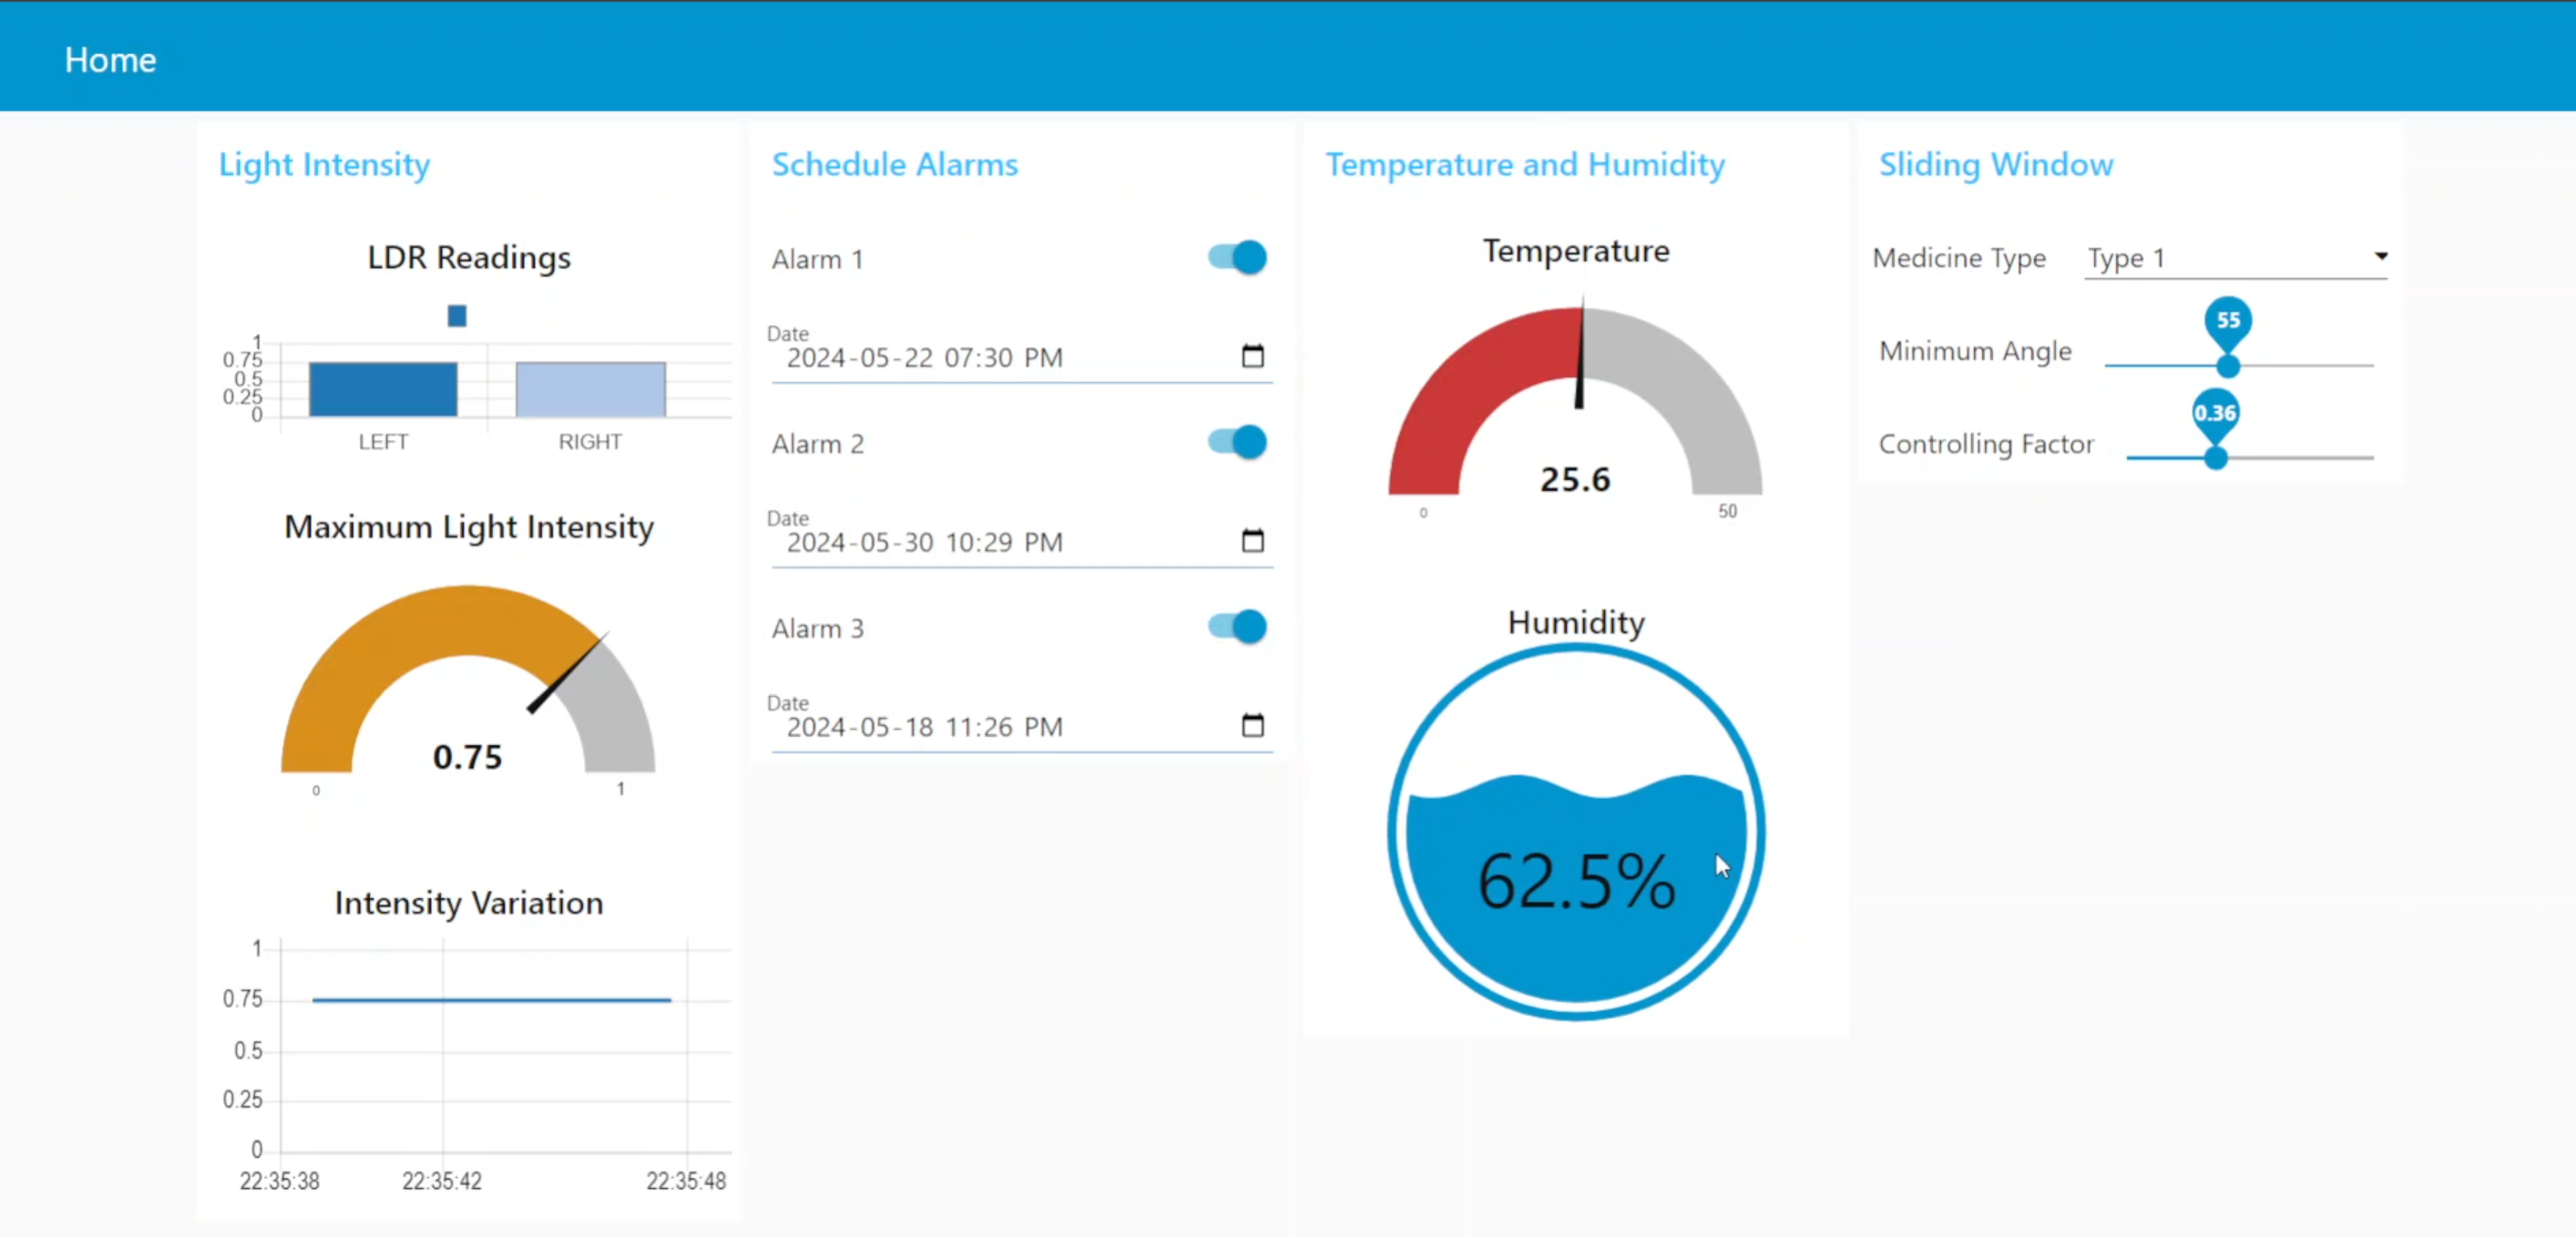 Home
Light Intensity
LDR Readings
1
0.75
0.5
0.25
0
LEFT RIGHT
Maximum Light Intensity
0.75
0 1
Intensity Variation
1
0.75
0.5
0.25
0
22:35:38 22:35:42 22:35:48
Schedule Alarms
Alarm 1
Date
2024-05-22 07:30 PM
Alarm 2
Date
2024-05-30 10:29 PM
Alarm 3
Date
2024-05-18 11:26 PM
Temperature and Humidity
Temperature
25.6
0 50
Humidity
62.5%
Sliding Window
Medicine Type Type 1
55
Minimum Angle
0.36
Controlling Factor